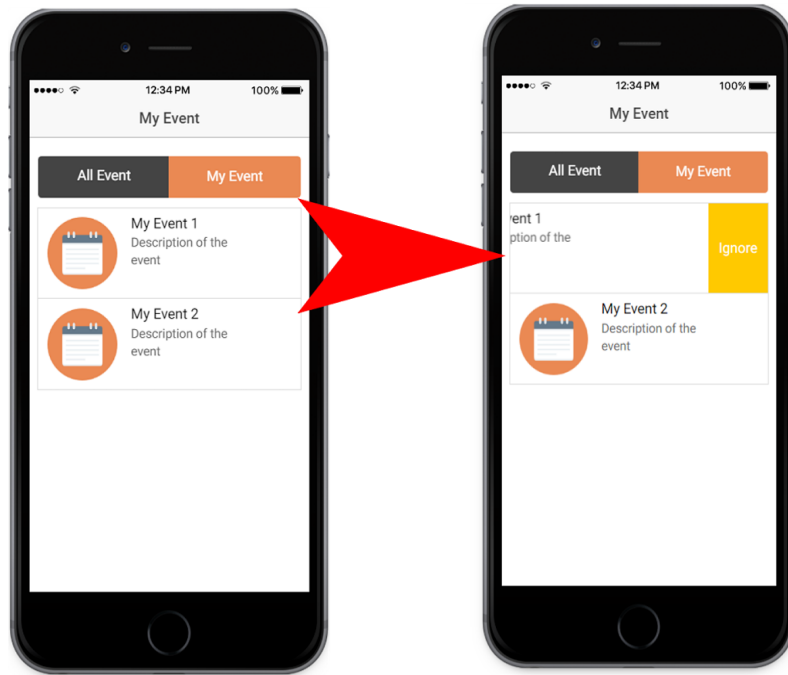 12:34 PM 100%
My Event
All Event My Event
My Event 1
Description of the
event
My Event 2
Description of the
event
12:34 PM 100%
My Event
All Event My Event
ent 1
ption of the
Ignore
My Event 2
Description of the
event